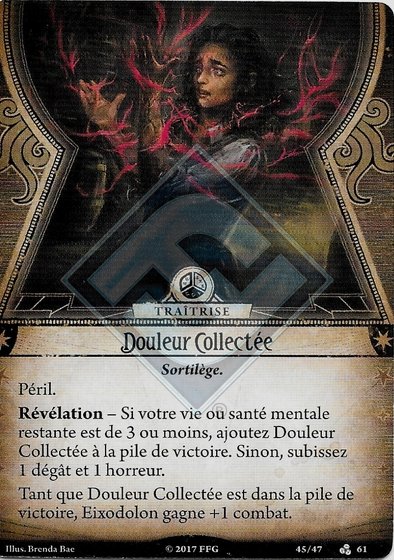 TRAÎTRISE
Douleur Collectée
Sortilège.
Péril.
Révélation – Si votre vie ou santé mentale
restante est de 3 ou moins, ajoutez Douleur
Collectée à la pile de victoire. Sinon, subissez
1 dégât et 1 horreur.
Tant que Douleur Collectée est dans la pile de
victoire, Eixodolon gagne +1 combat.
Illus. Brenda Bae © 2017 FFG 45/47 61